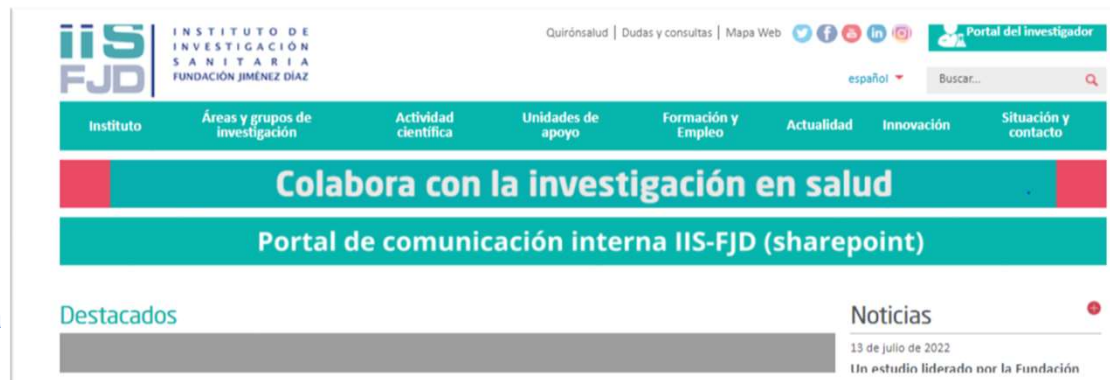 iiS
FJD
INSTITUTO DE
INVESTIGACIÓN
SANITARIA
FUNDACIÓN JIMÉNEZ DÍAZ
Quirónsalud | Dudas y consultas | Mapa Web
Portal del investigador
español
Buscar...
Instituto
Áreas y grupos de
investigación
Actividad
científica
Unidades de
apoyo
Formación y
Empleo
Actualidad
Innovación
Situación y
contacto
Colabora con la investigación en salud
Portal de comunicación interna IIS-FJD (sharepoint)
Destacados
Noticias
13 de julio de 2022
Un estudio liderado por la Fundación